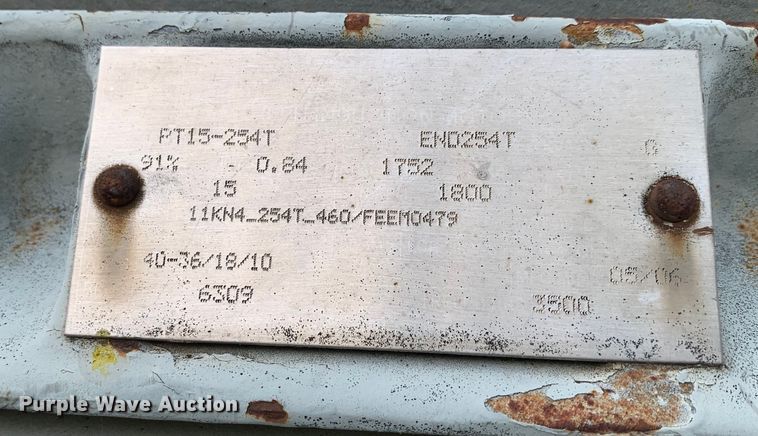 PT15-254T END254T G
91% - 0.84 1752
15 1800
11KN4_254T_460/FEEM0479
40-36/18/10 05/06
6309 3500
Purple Wave Auction